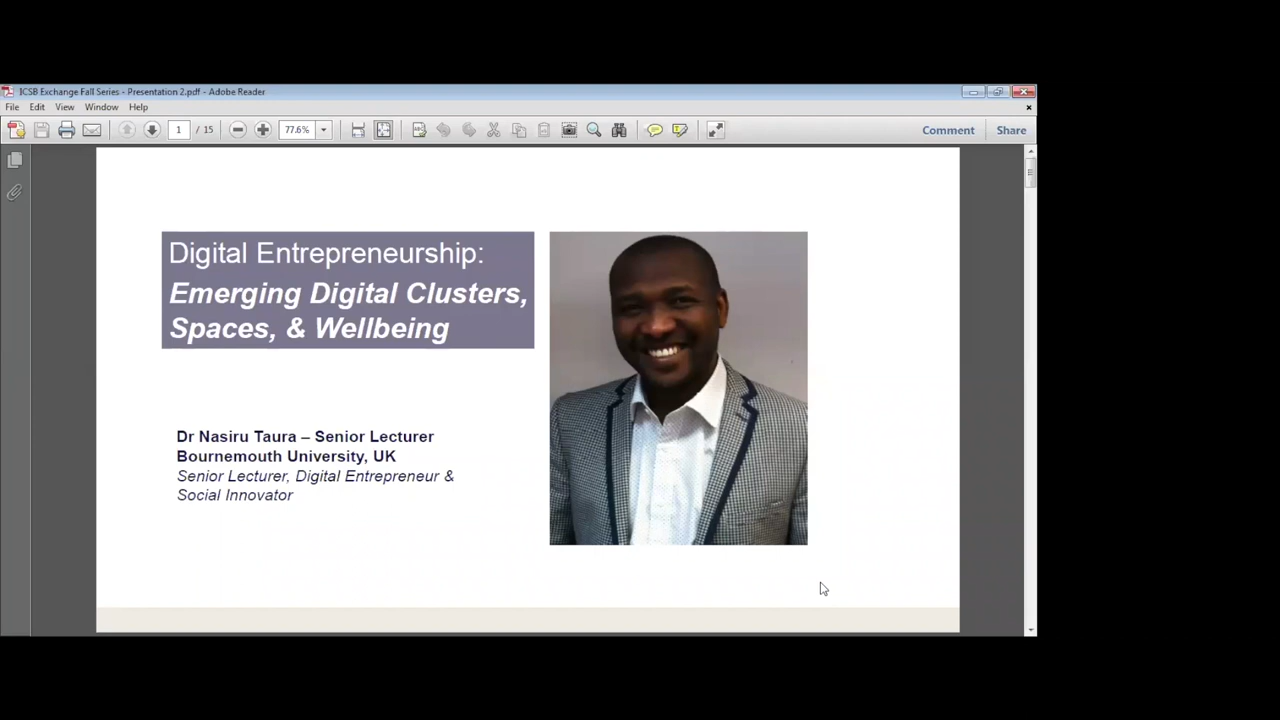 ICSB Exchange Fall Series - Presentation 2.pdf - Adobe Reader
File Edit View Window Help
1 / 15 77.6% Comment Share
Digital Entrepreneurship:
Emerging Digital Clusters,
Spaces, & Wellbeing
Dr Nasiru Taura – Senior Lecturer
Bournemouth University, UK
Senior Lecturer, Digital Entrepreneur &
Social Innovator